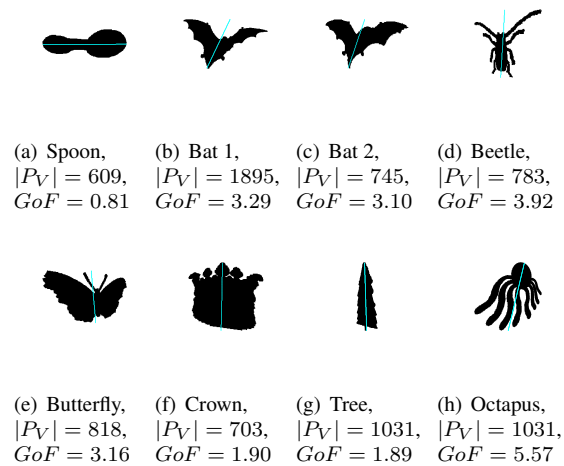 (a) Spoon,
|P_V| = 609,
GoF = 0.81
(b) Bat 1,
|P_V| = 1895,
GoF = 3.29
(c) Bat 2,
|P_V| = 745,
GoF = 3.10
(d) Beetle,
|P_V| = 783,
GoF = 3.92
(e) Butterfly,
|P_V| = 818,
GoF = 3.16
(f) Crown,
|P_V| = 703,
GoF = 1.90
(g) Tree,
|P_V| = 1031,
GoF = 1.89
(h) Octapus,
|P_V| = 1031,
GoF = 5.57